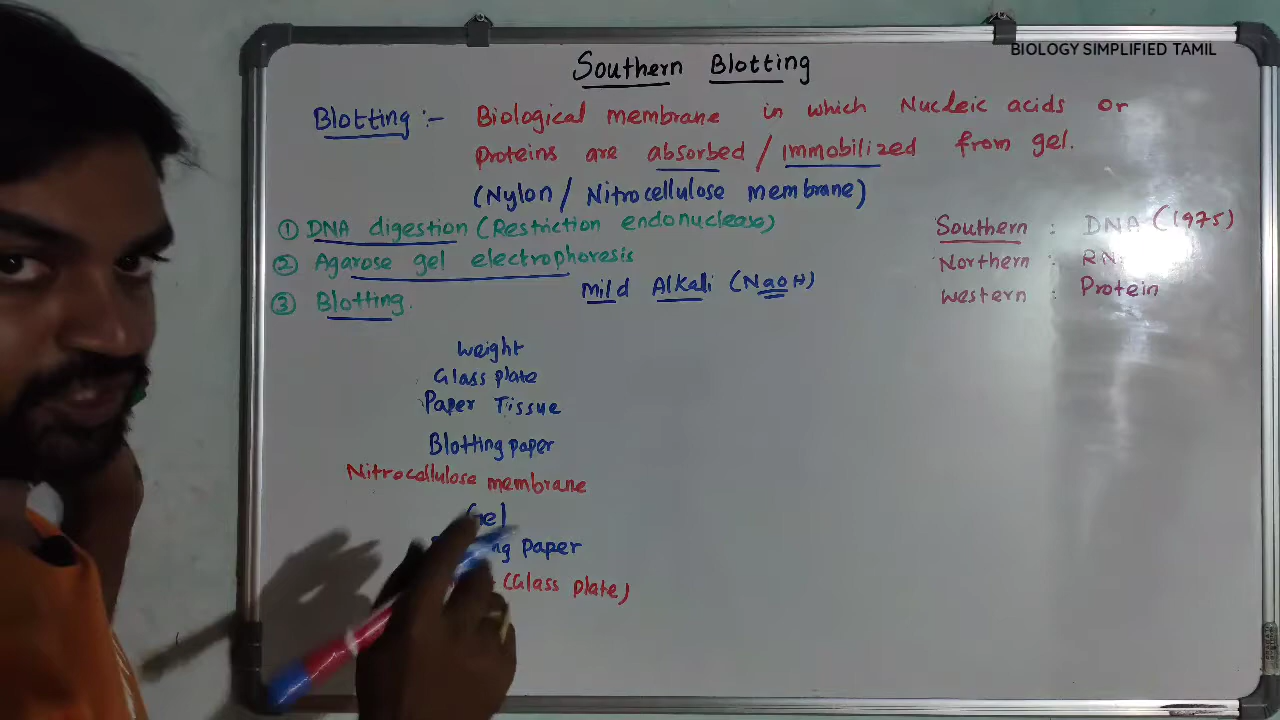 BIOLOGY SIMPLIFIED TAMIL
Southern Blotting
Blotting :- Biological membrane in which Nucleic acids or
Proteins are absorbed / immobilized from gel.
(Nylon / Nitrocellulose membrane)
① DNA digestion (Restriction endonuclease)
② Agarose gel electrophoresis
Mild Alkali (NaOH)
③ Blotting.
Southern : DNA (1975)
Northern :
Western : Protein
Weight
Glass plate
Paper Tissue
Blotting paper
Nitrocellulose membrane
Gel
Paper
(Glass plate)